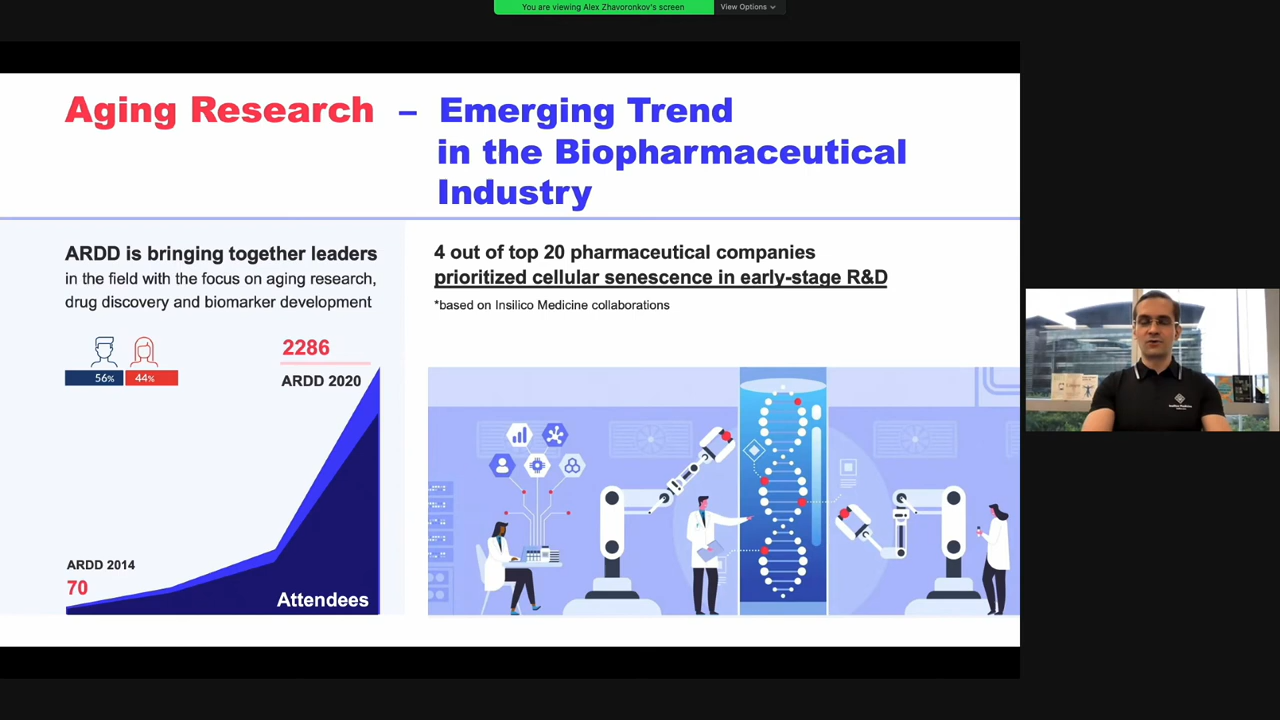 You are viewing Alex Zhavoronkov's screen
View Options
Aging Research – Emerging Trend
in the Biopharmaceutical
Industry
ARDD is bringing together leaders
in the field with the focus on aging research,
drug discovery and biomarker development
56%
44%
2286
ARDD 2020
ARDD 2014
70
Attendees
4 out of top 20 pharmaceutical companies
prioritized cellular senescence in early-stage R&D
*based on Insilico Medicine collaborations